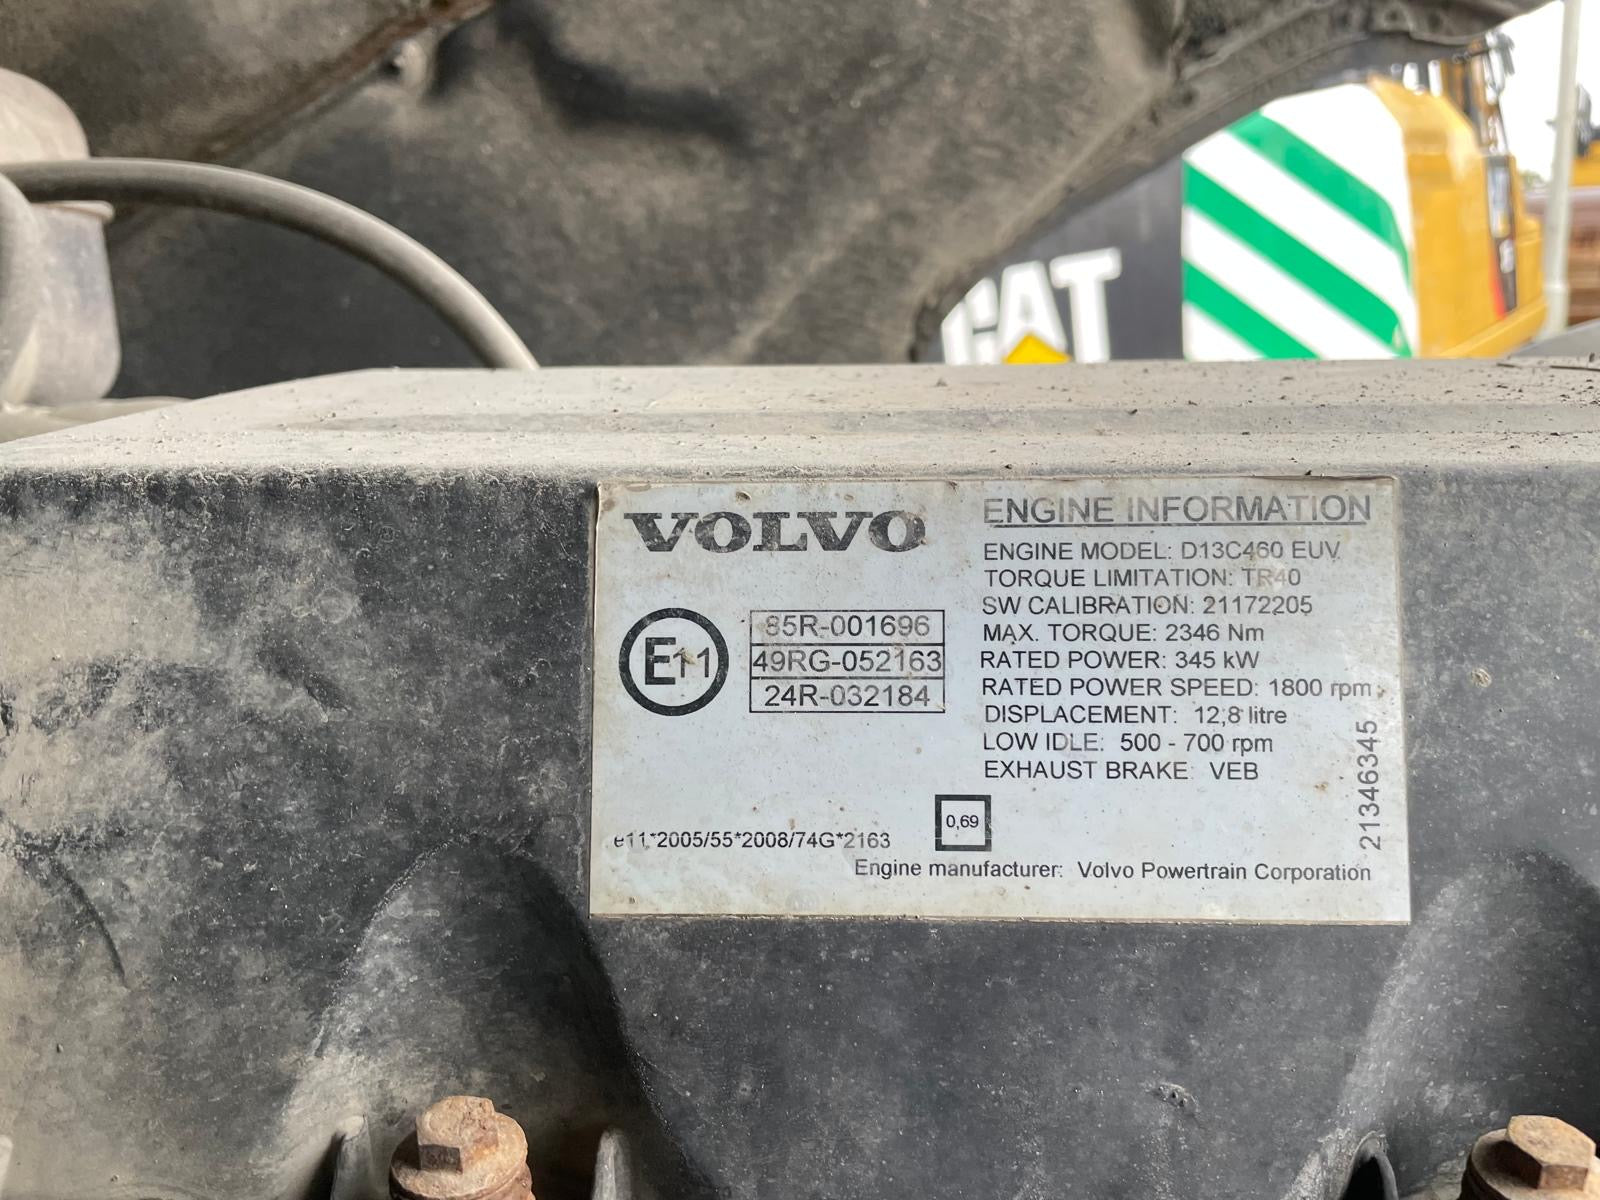 CAT
VOLVO
E11
85R-001696
49RG-052163
24R-032184
ENGINE INFORMATION
ENGINE MODEL: D13C460 EUV
TORQUE LIMITATION: TR40
SW CALIBRATION: 21172205
MAX. TORQUE: 2346 Nm
RATED POWER: 345 kW
RATED POWER SPEED: 1800 rpm
DISPLACEMENT: 12,8 litre
LOW IDLE: 500 - 700 rpm
EXHAUST BRAKE: VEB
21346345
0,69
e11*2005/55*2008/74G*2163
Engine manufacturer: Volvo Powertrain Corporation